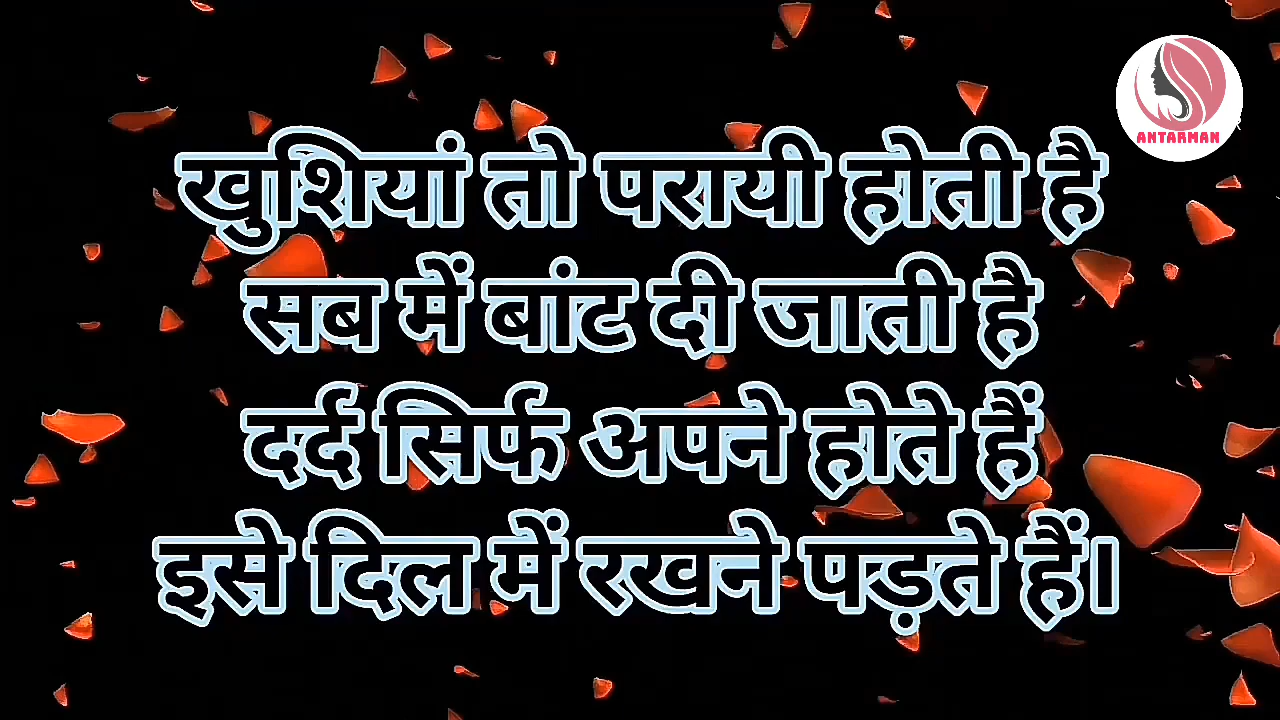 ANTARMAN
खुशियां तो परायी होती है
सब में बांट दी जाती है
दर्द सिर्फ अपने होते हैं
इसे दिल में रखने पड़ते हैं।